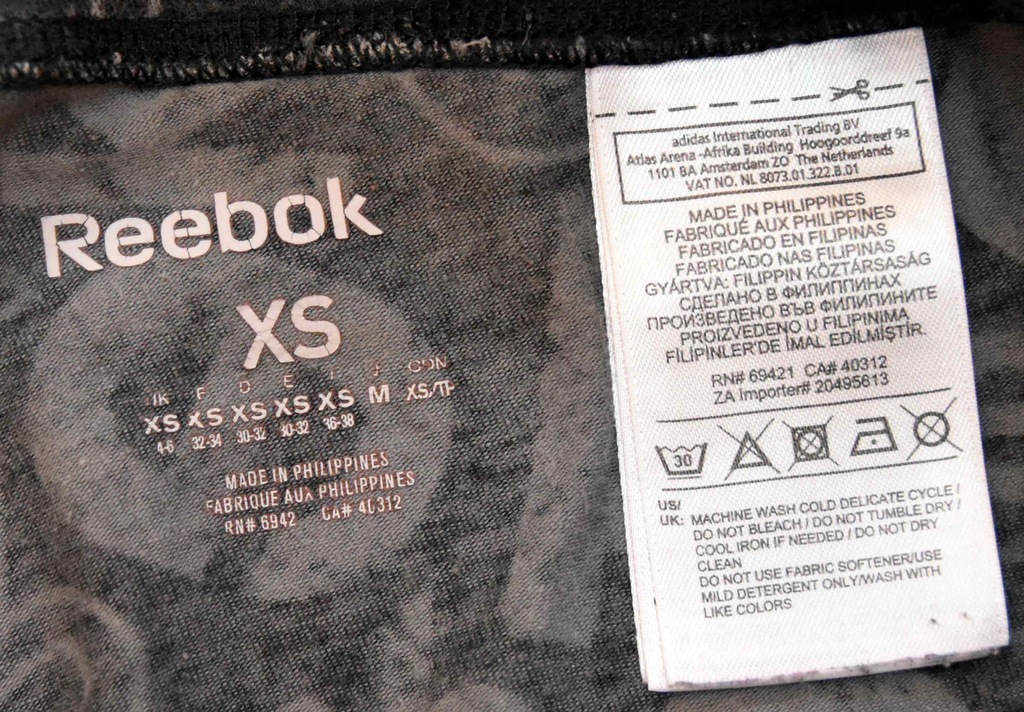 Reebok
XS
UK F D E I J CDN
XS XS XS XS XS M XS/TP
4-6 32-34 30-32 30-32 36-38
MADE IN PHILIPPINES
FABRIQUE AUX PHILIPPINES
RN# 6942 CA# 40312
adidas International Trading BV
Atlas Arena -Afrika Building Hoogoorddreef 9a
1101 BA Amsterdam ZO The Netherlands
VAT NO. NL 8073.01.322.B.01
MADE IN PHILIPPINES
FABRIQUÉ AUX PHILIPPINES
FABRICADO EN FILIPINAS
FABRICADO NAS FILIPINAS
GYÁRTVA: FILIPPIN KÖZTÁRSASÁG
СДЕЛАНО В ФИЛИППИНАХ
ПРОИЗВЕДЕНО ВЪВ ФИЛИПИНИТЕ
PROIZVEDENO U FILIPINIMA
FİLİPİNLER'DE İMAL EDİLMİŞTİR.
RN# 69421 CA# 40312
ZA Importer# 20495613
30
US/
UK: MACHINE WASH COLD DELICATE CYCLE /
DO NOT BLEACH / DO NOT TUMBLE DRY /
COOL IRON IF NEEDED / DO NOT DRY
CLEAN
DO NOT USE FABRIC SOFTENER/USE
MILD DETERGENT ONLY/WASH WITH
LIKE COLORS